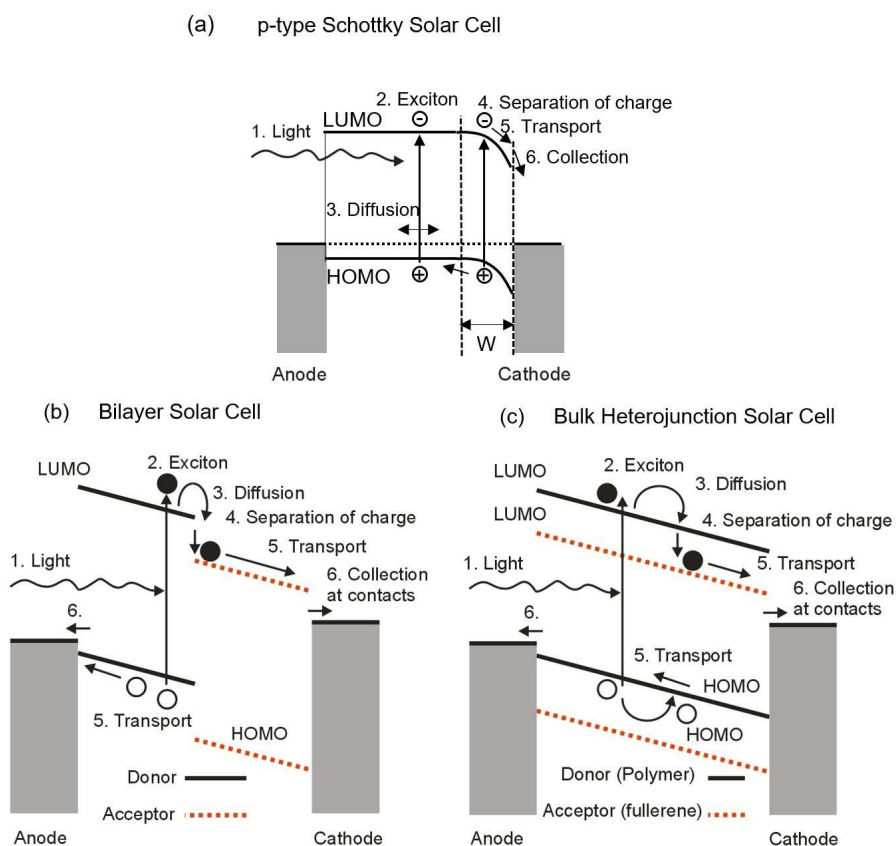 (a) p-type Schottky Solar Cell
2. Exciton
4. Separation of charge
LUMO
5. Transport
1. Light
6. Collection
3. Diffusion
HOMO
W
Anode
Cathode
(b) Bilayer Solar Cell
LUMO
2. Exciton
3. Diffusion
4. Separation of charge
5. Transport
1. Light
6. Collection
at contacts
6.
5. Transport
HOMO
Donor
Acceptor
Anode
Cathode
(c) Bulk Heterojunction Solar Cell
LUMO
2. Exciton
3. Diffusion
LUMO
4. Separation of charge
1. Light
5. Transport
6. Collection
at contacts
6.
5. Transport
HOMO
HOMO
Donor (Polymer)
Acceptor (fullerene)
Anode
Cathode